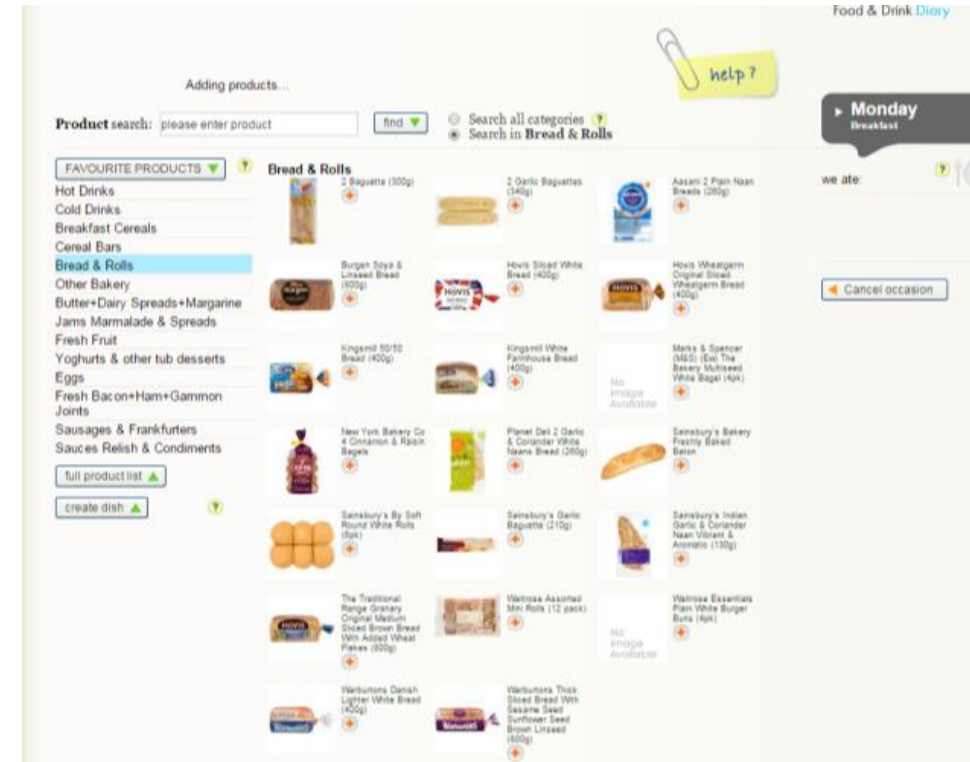 Food & Drink Diary
help?
Adding products...
Product search: please enter product
find
Search all categories ?
Search in Bread & Rolls
Monday
Breakfast
we ate:
?
Cancel occasion
FAVOURITE PRODUCTS
?
Hot Drinks
Cold Drinks
Breakfast Cereals
Cereal Bars
Bread & Rolls
Other Bakery
Butter+Dairy Spreads+Margarine
Jams Marmalade & Spreads
Fresh Fruit
Yoghurts & other tub desserts
Eggs
Fresh Bacon+Ham+Gammon
Joints
Sausages & Frankfurters
Sauces Relish & Condiments
full product list
create dish
?
Bread & Rolls
2 Baguette (300g)
2 Garlic Baguettes
(340g)
Aasani 2 Plain Naan
Breads (260g)
Burgen Soya &
Linseed Bread
(800g)
HOVIS
Hovis Sliced White
Bread (400g)
HOVIS
Hovis Wheatgerm
Original Sliced
Wheatgerm Bread
(400g)
Kingsmill 50/50
Bread (400g)
Kingsmill White
Farmhouse Bread
(400g)
No
Image
Available
Marks & Spencer
(M&S) (Ew) The
Bakery Multiseed
White Bagel (4pk)
New York Bakery Co
4 Cinnamon & Raisin
Bagels
Planet Deli 2 Garlic
& Coriander White
Naans Bread (260g)
Sainsbury's Bakery
Freshly Baked
Sainsbury's By Soft
Round White Rolls
(6pk)
Sainsbury's Garlic
Baguette (210g)
Sainsbury's Indian
Garlic & Coriander
Naan Vibrant &
Aromatic (130g)
HOVIS
The Traditional
Range Granary
Original Medium
Sliced Brown Bread
With Added Wheat
Flakes (800g)
Waitrose Assorted
Mini Rolls (12 pack)
No
Image
Available
Waitrose Essentials
Plain White Burger
Buns (4pk)
Warburtons Danish
Lighter White Bread
(400g)
Warburtons Thick
Sliced Bread With
Sesame Seed
Sunflower Seed
Brown Linseed
(800g)